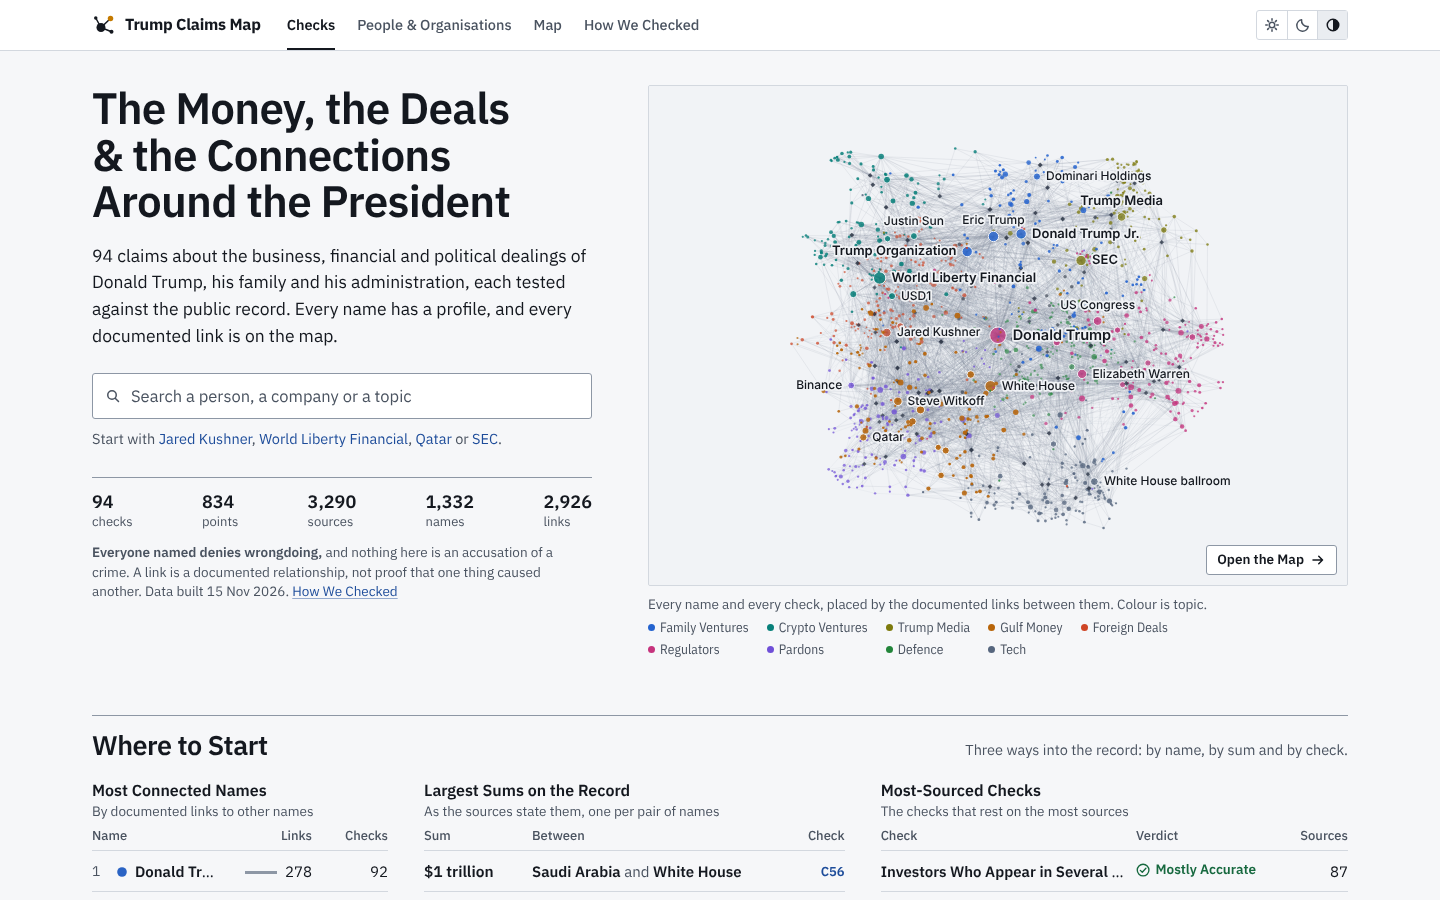 Trump Claims Map
Checks
People & Organisations
Map
How We Checked
The Money, the Deals
& the Connections
Around the President
94 claims about the business, financial and political dealings of
Donald Trump, his family and his administration, each tested
against the public record. Every name has a profile, and every
documented link is on the map.
Search a person, a company or a topic
Start with Jared Kushner, World Liberty Financial, Qatar or SEC.
94
checks
834
points
3,290
sources
1,332
names
2,926
links
Everyone named denies wrongdoing, and nothing here is an accusation of a
crime. A link is a documented relationship, not proof that one thing caused
another. Data built 15 Nov 2026. How We Checked
Dominari Holdings
Trump Media
Justin Sun
Eric Trump
Donald Trump Jr.
Trump Organization
SEC
World Liberty Financial
USD1
US Congress
Jared Kushner
Donald Trump
Elizabeth Warren
Binance
White House
Steve Witkoff
Qatar
White House ballroom
Open the Map →
Every name and every check, placed by the documented links between them. Colour is topic.
Family Ventures
Crypto Ventures
Trump Media
Gulf Money
Foreign Deals
Regulators
Pardons
Defence
Tech
Where to Start
Three ways into the record: by name, by sum and by check.
Most Connected Names
By documented links to other names
Name Links Checks
1 Donald Tr... 278 92
Largest Sums on the Record
As the sources state them, one per pair of names
Sum Between Check
$1 trillion Saudi Arabia and White House C56
Most-Sourced Checks
The checks that rest on the most sources
Check Verdict Sources
Investors Who Appear in Several ... Mostly Accurate 87